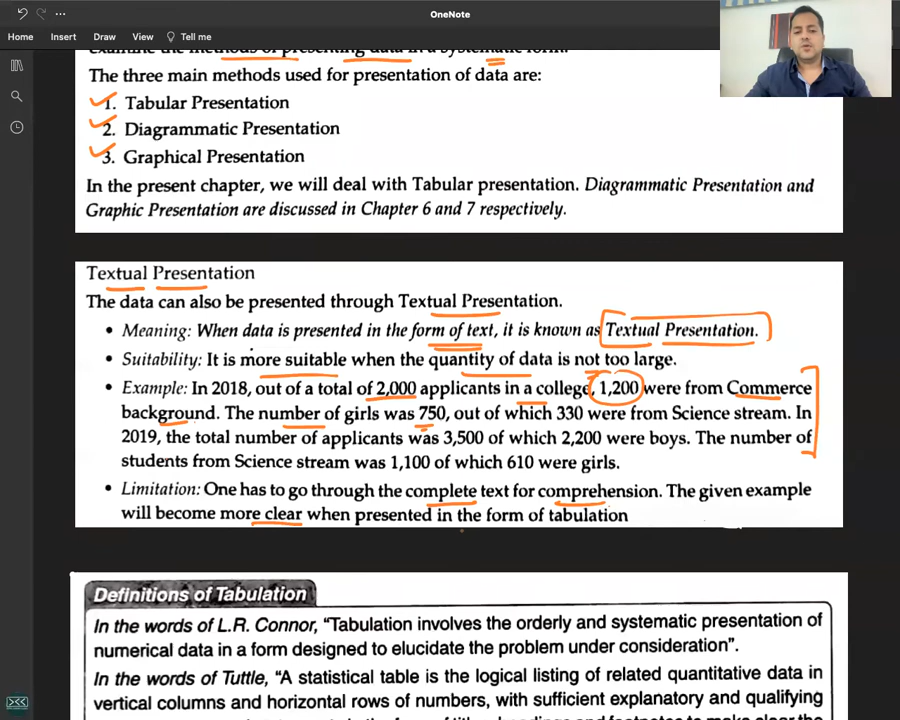 OneNote
Home Insert Draw View Tell me
Examine the methods of presenting data in a systematic form.
The three main methods used for presentation of data are:
1. Tabular Presentation
2. Diagrammatic Presentation
3. Graphical Presentation
In the present chapter, we will deal with Tabular presentation. Diagrammatic Presentation and
Graphic Presentation are discussed in Chapter 6 and 7 respectively.
Textual Presentation
The data can also be presented through Textual Presentation.
• Meaning: When data is presented in the form of text, it is known as Textual Presentation.
• Suitability: It is more suitable when the quantity of data is not too large.
• Example: In 2018, out of a total of 2,000 applicants in a college, 1,200 were from Commerce
background. The number of girls was 750, out of which 330 were from Science stream. In
2019, the total number of applicants was 3,500 of which 2,200 were boys. The number of
students from Science stream was 1,100 of which 610 were girls.
• Limitation: One has to go through the complete text for comprehension. The given example
will become more clear when presented in the form of tabulation
Definitions of Tabulation
In the words of L.R. Connor, “Tabulation involves the orderly and systematic presentation of
numerical data in a form designed to elucidate the problem under consideration”.
In the words of Tuttle, “A statistical table is the logical listing of related quantitative data in
vertical columns and horizontal rows of numbers, with sufficient explanatory and qualifying